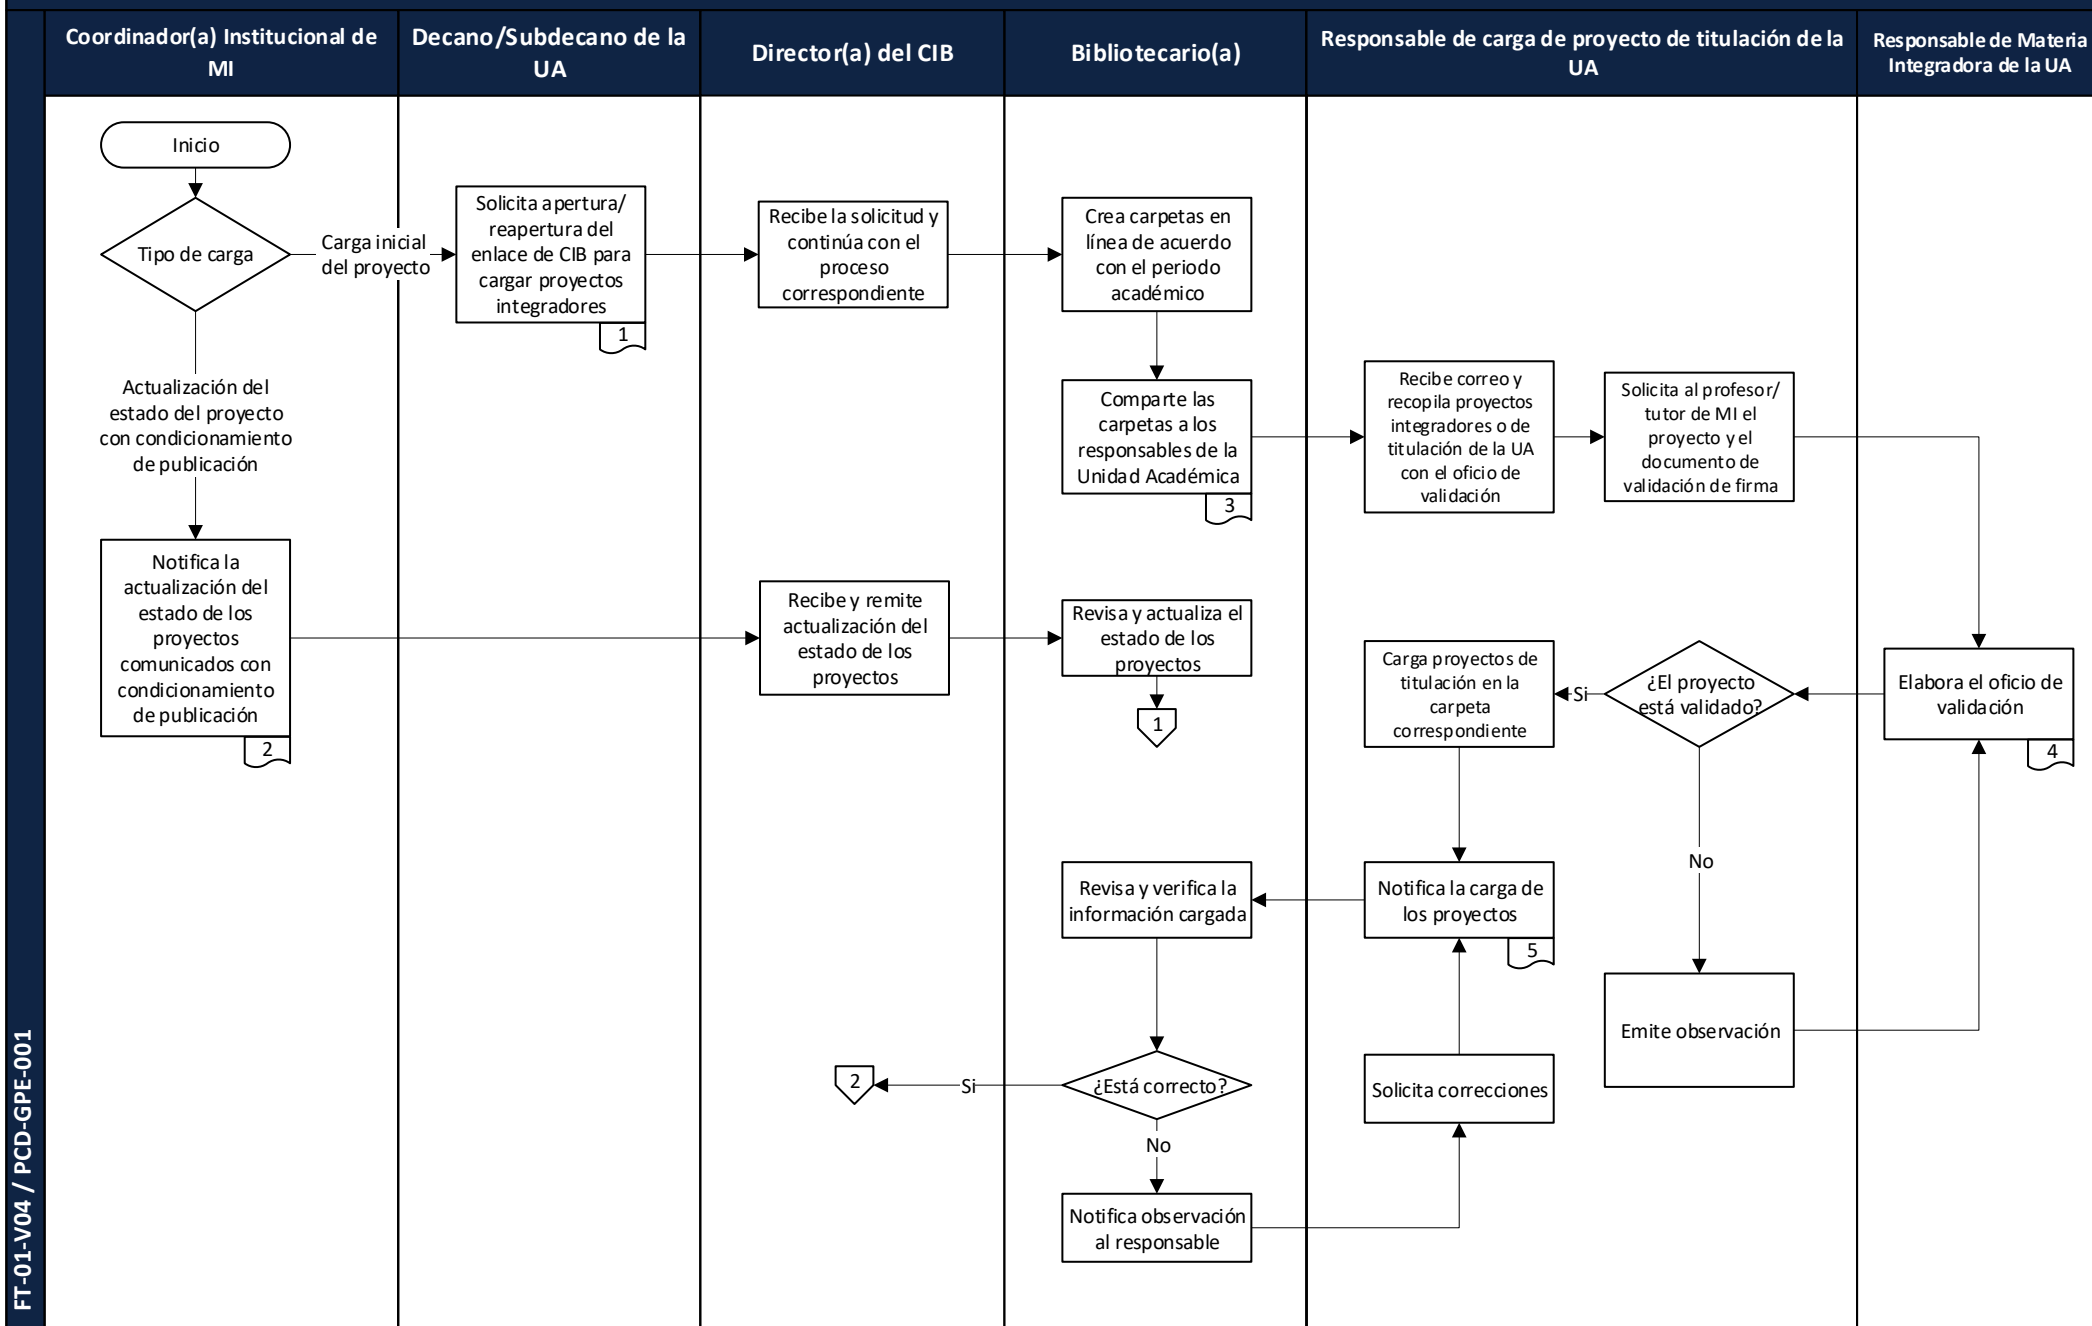 Coordinador(a) Institucional de
MI
Decano/Subdecano de la
UA
Director(a) del CIB
Bibliotecario(a)
Responsable de carga de proyecto de titulación de la
UA
Responsable de Materia
Integradora de la UA
Inicio
Tipo de carga
Carga inicial
del proyecto
Solicita apertura/
reapertura del
enlace de CIB para
cargar proyectos
integradores
1
Recibe la solicitud y
continúa con el
proceso
correspondiente
Crea carpetas en
línea de acuerdo
con el periodo
académico
Actualización del
estado del proyecto
con condicionamiento
de publicación
Comparte las
carpetas a los
responsables de la
Unidad Académica
3
Recibe correo y
recopila proyectos
integradores o de
titulación de la UA
con el oficio de
validación
Solicita al profesor/
tutor de MI el
proyecto y el
documento de
validación de firma
Notifica la
actualización del
estado de los
proyectos
comunicados con
condicionamiento
de publicación
2
Recibe y remite
actualización del
estado de los
proyectos
Revisa y actualiza el
estado de los
proyectos
1
Carga proyectos de
titulación en la
carpeta
correspondiente
Si
¿El proyecto
está validado?
Elabora el oficio de
validación
4
No
Revisa y verifica la
información cargada
Notifica la carga de
los proyectos
5
Emite observación
2
Si
¿Está correcto?
Solicita correcciones
No
Notifica observación
al responsable
FT-01-V04 / PCD-GPE-001